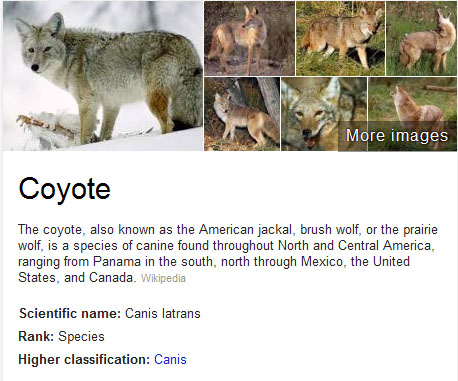 More images
Coyote
The coyote, also known as the American jackal, brush wolf, or the prairie
wolf, is a species of canine found throughout North and Central America,
ranging from Panama in the south, north through Mexico, the United
States, and Canada. Wikipedia
Scientific name: Canis latrans
Rank: Species
Higher classification: Canis